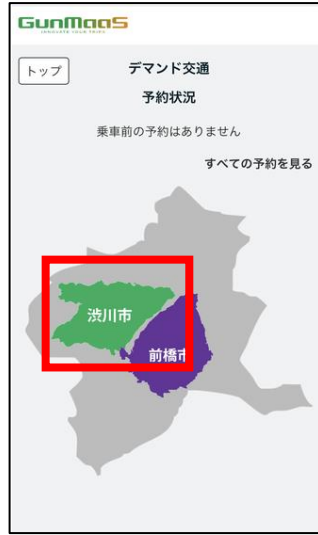 GunMaaS
INNOVATE YOUR TRIPS
トップ
デマンド交通
予約状況
乗車前の予約はありません
すべての予約を見る
渋川市
前橋市